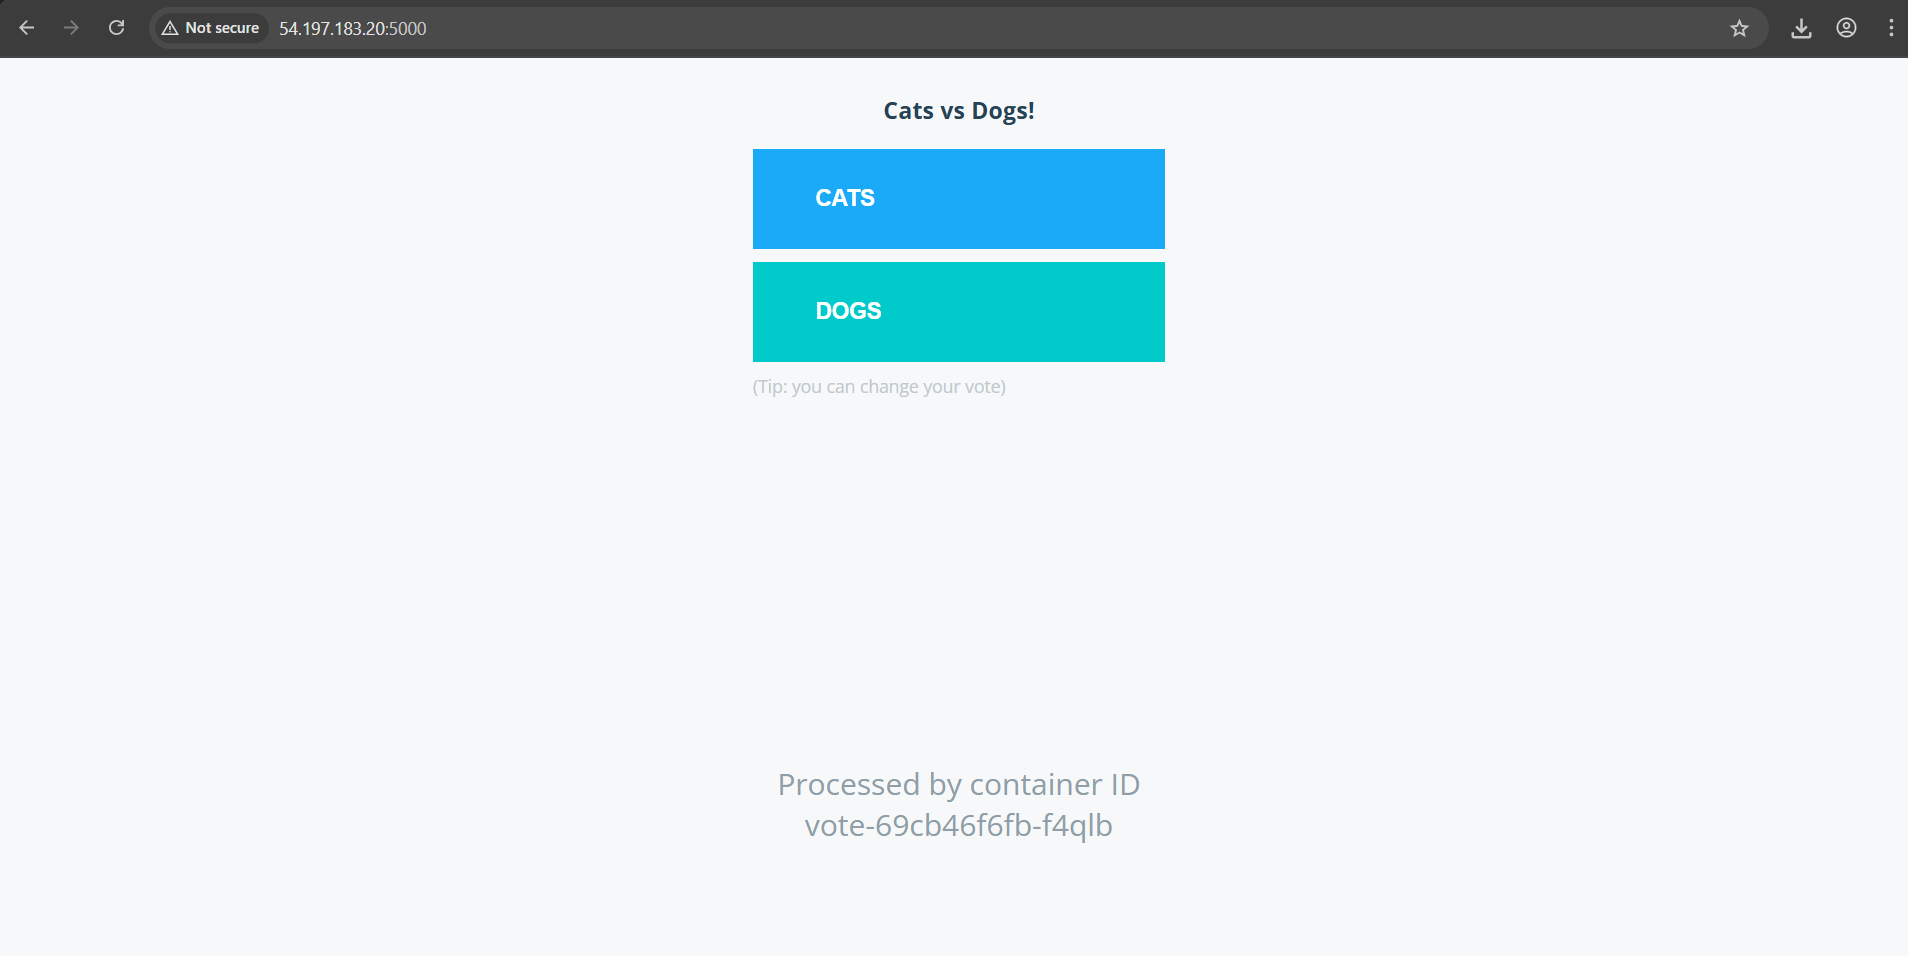 Not secure
54.197.183.20:5000
Cats vs Dogs!
CATS
DOGS
(Tip: you can change your vote)
Processed by container ID
vote-69cb46f6fb-f4qlb